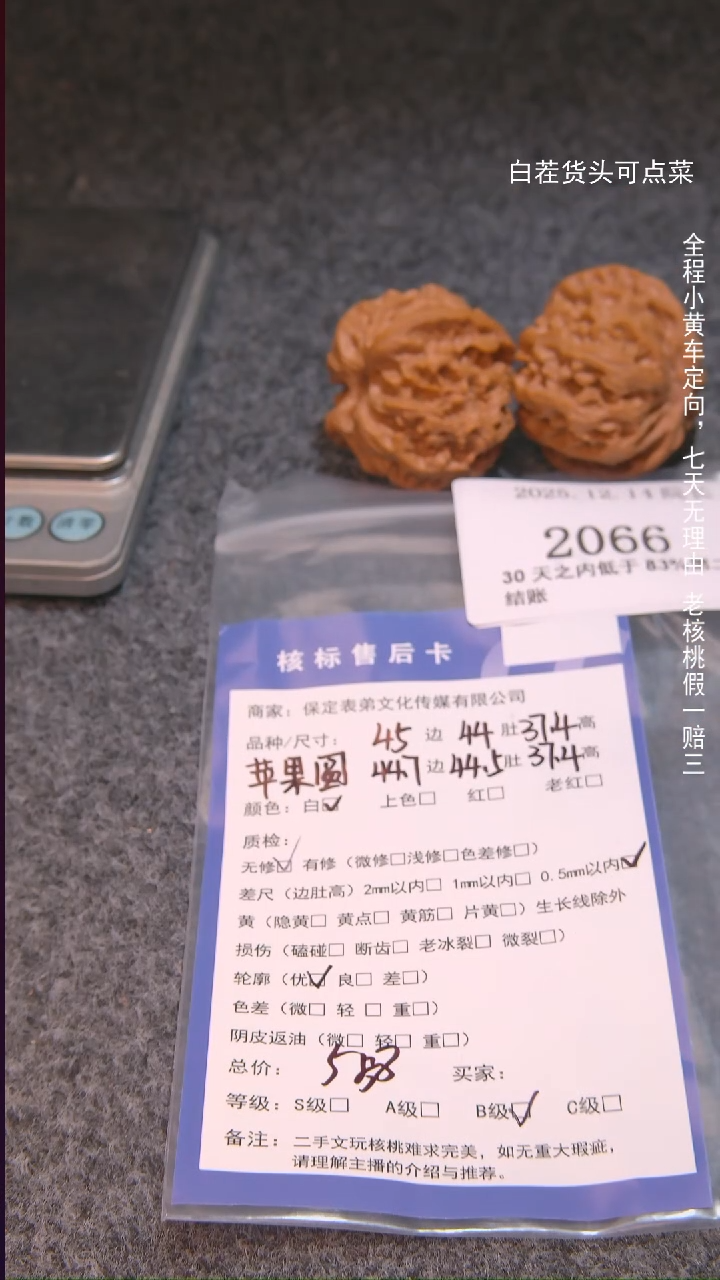 白茬货头可点菜
全程小黄车定向，七天无理由 老核桃假一赔三
清零
2025.12.14
2066
30 天之内低于 83%
结账
核标售后卡
商家：保定表弟文化传媒有限公司
品种/尺寸： 45 边 44 肚 37.4 高
苹果圆 44.7 边 44.5 肚 37.4 高
颜色：白☑ 上色□ 红□ 老红□
质检：
无修☑ 有修（微修□浅修□色差修□）
差尺（边肚高）2mm以内□ 1mm以内□ 0.5mm以内☑
黄（隐黄□ 黄点□ 黄筋□ 片黄□）生长线除外
损伤（磕碰□ 断齿□ 老冰裂□ 微裂□）
轮廓（优☑ 良□ 差□）
色差（微□ 轻 □ 重□）
阴皮返油（微□ 轻□ 重□）
总价： 买家：
等级：S级□ A级□ B级☑ C级□
备注：二手文玩核桃难求完美，如无重大瑕疵，
请理解主播的介绍与推荐。